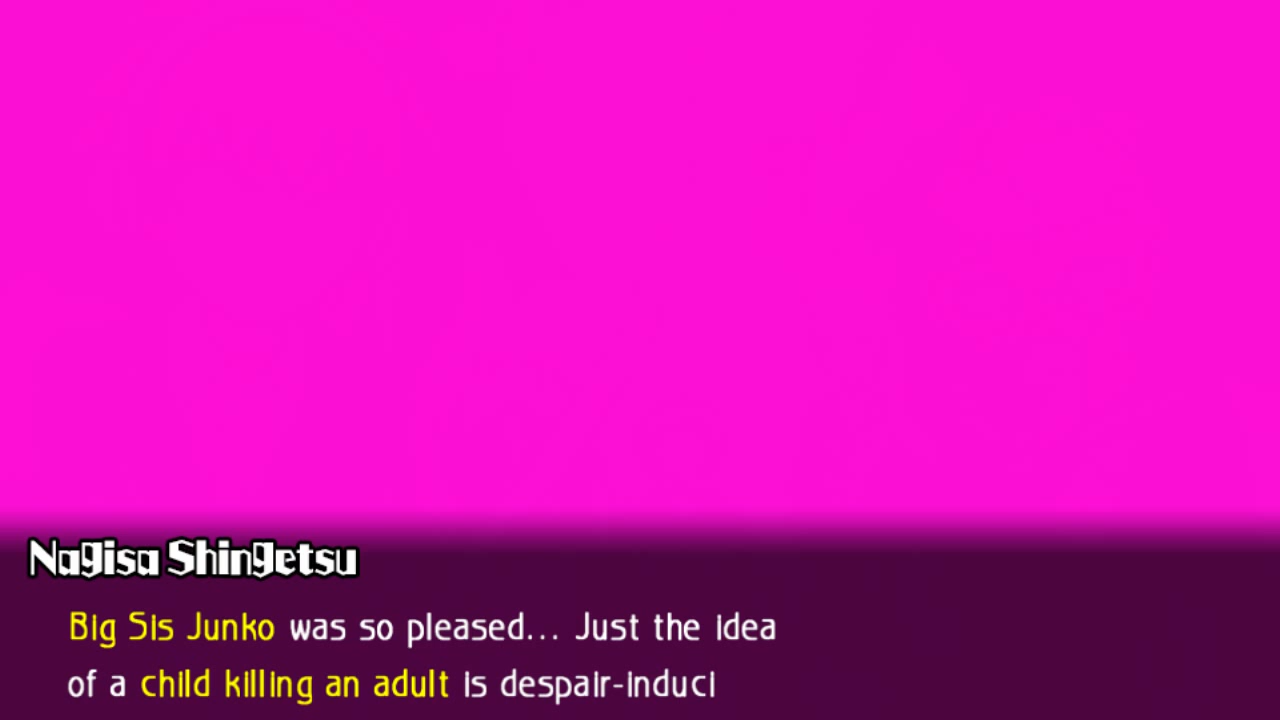 Nagisa Shingetsu
Big Sis Junko was so pleased... Just the idea
of a child killing an adult is despair-induci